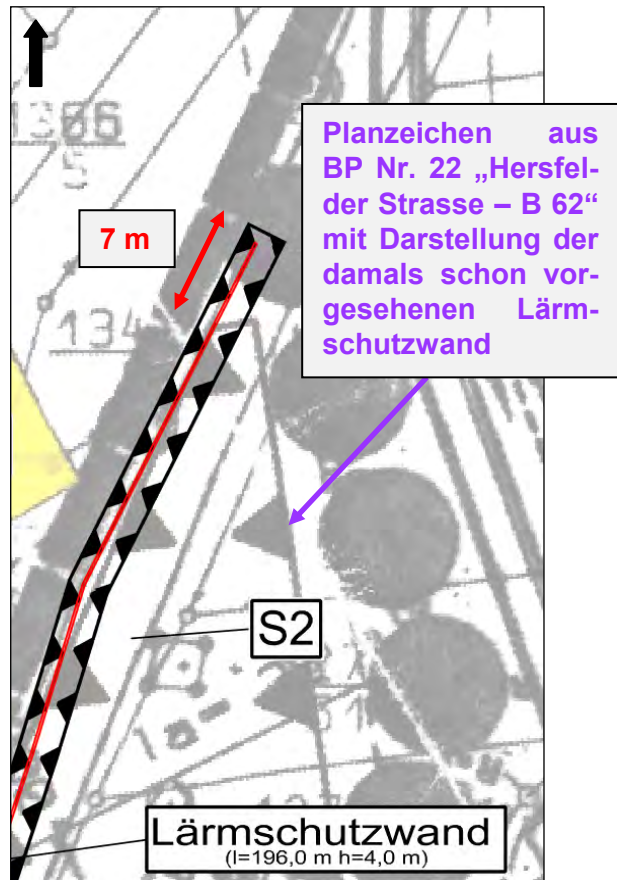 Planzeichen aus
BP Nr. 22 „Hersfel-
der Strasse – B 62“
mit Darstellung der
damals schon vor-
gesehenen Lärm-
schutzwand
7 m
S2
Lärmschutzwand
(l=196,0 m h=4,0 m)